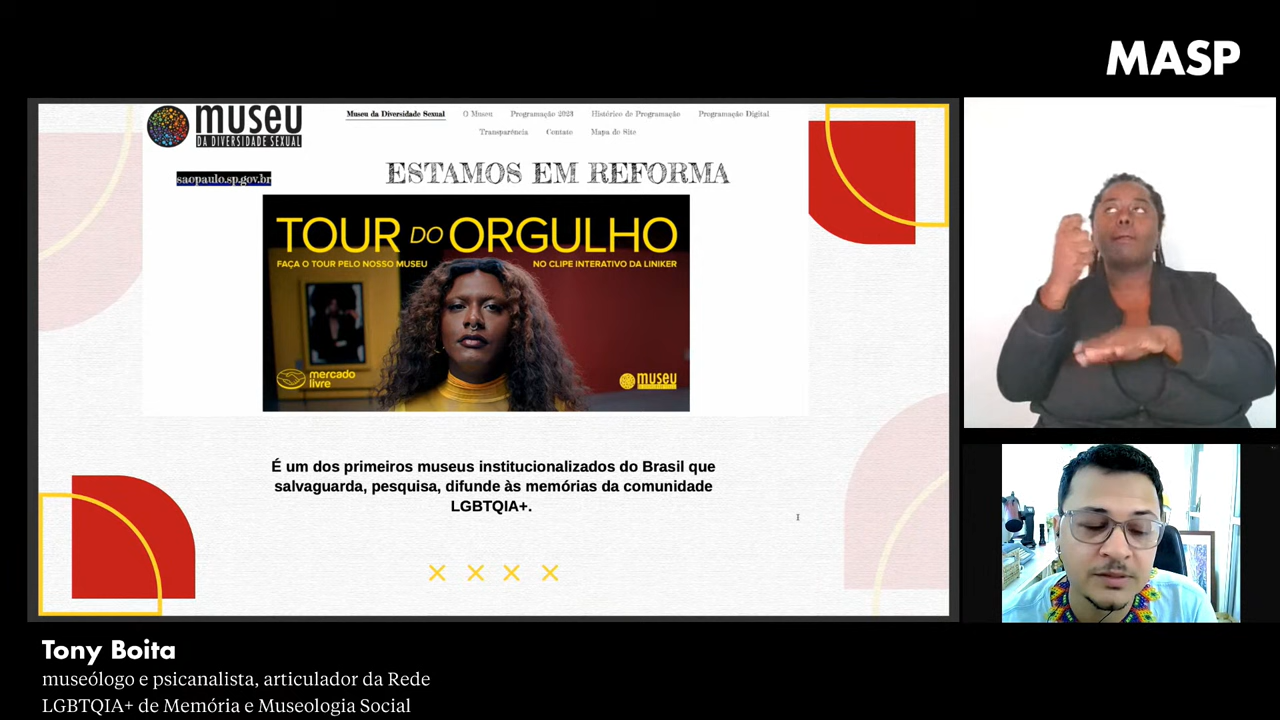 MASP
museu
DA DIVERSIDADE SEXUAL
Museu da Diversidade Sexual O Museu Programação 2023 Histórico de Programação Programação Digital
Transparência Contato Mapa do Site
saopaulo.sp.gov.br
ESTAMOS EM REFORMA
TOUR DO ORGULHO
FAÇA O TOUR PELO NOSSO MUSEU NO CLIPE INTERATIVO DA LINIKER
mercado
livre
museu
É um dos primeiros museus institucionalizados do Brasil que
salvaguarda, pesquisa, difunde às memórias da comunidade
LGBTQIA+.
Tony Boita
museólogo e psicanalista, articulador da Rede
LGBTQIA+ de Memória e Museologia Social